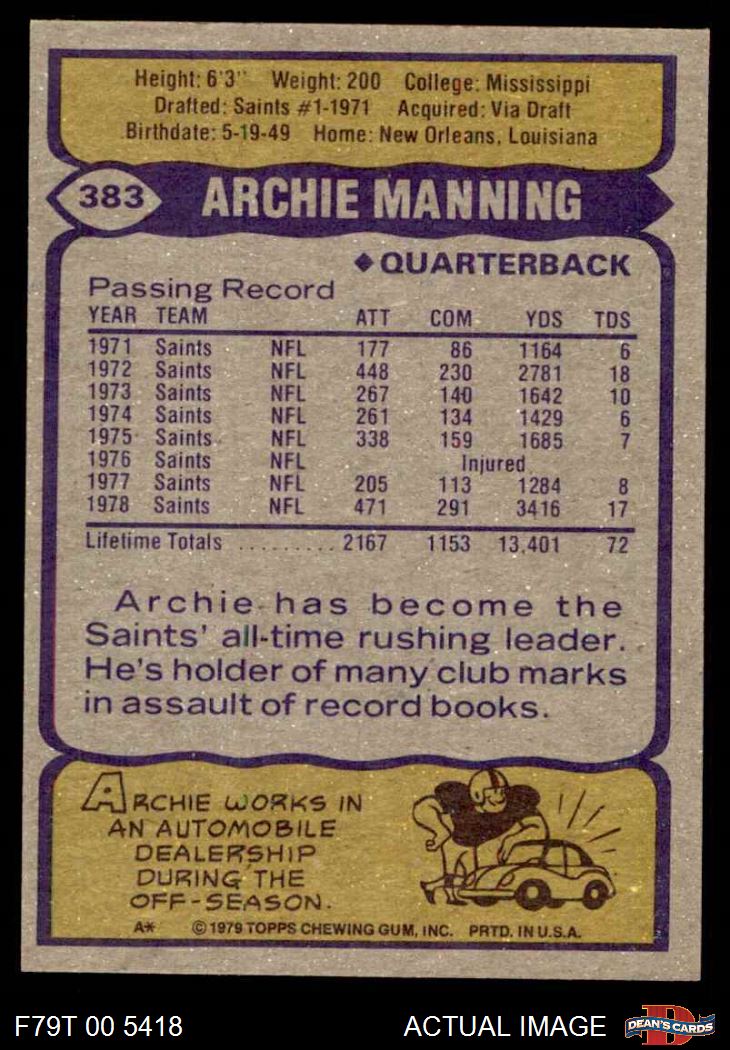 Height: 6'3" Weight: 200 College: Mississippi
Drafted: Saints #1-1971 Acquired: Via Draft
Birthdate: 5-19-49 Home: New Orleans, Louisiana
383 ARCHIE MANNING
◆ QUARTERBACK
Passing Record
YEAR TEAM ATT COM YDS TDS
1971 Saints NFL 177 86 1164 6
1972 Saints NFL 448 230 2781 18
1973 Saints NFL 267 140 1642 10
1974 Saints NFL 261 134 1429 6
1975 Saints NFL 338 159 1685 7
1976 Saints NFL Injured
1977 Saints NFL 205 113 1284 8
1978 Saints NFL 471 291 3416 17
Lifetime Totals .......... 2167 1153 13,401 72
Archie has become the
Saints' all-time rushing leader.
He's holder of many club marks
in assault of record books.
ARCHIE WORKS IN
AN AUTOMOBILE
DEALERSHIP
DURING THE
OFF-SEASON.
A* © 1979 TOPPS CHEWING GUM, INC. PRTD. IN U.S.A.
F79T 00 5418 ACTUAL IMAGE D DEAN'S CARDS